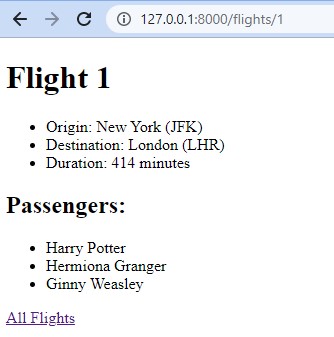 127.0.0.1:8000/flights/1
Flight 1
Origin: New York (JFK)
Destination: London (LHR)
Duration: 414 minutes
Passengers:
Harry Potter
Hermiona Granger
Ginny Weasley
All Flights